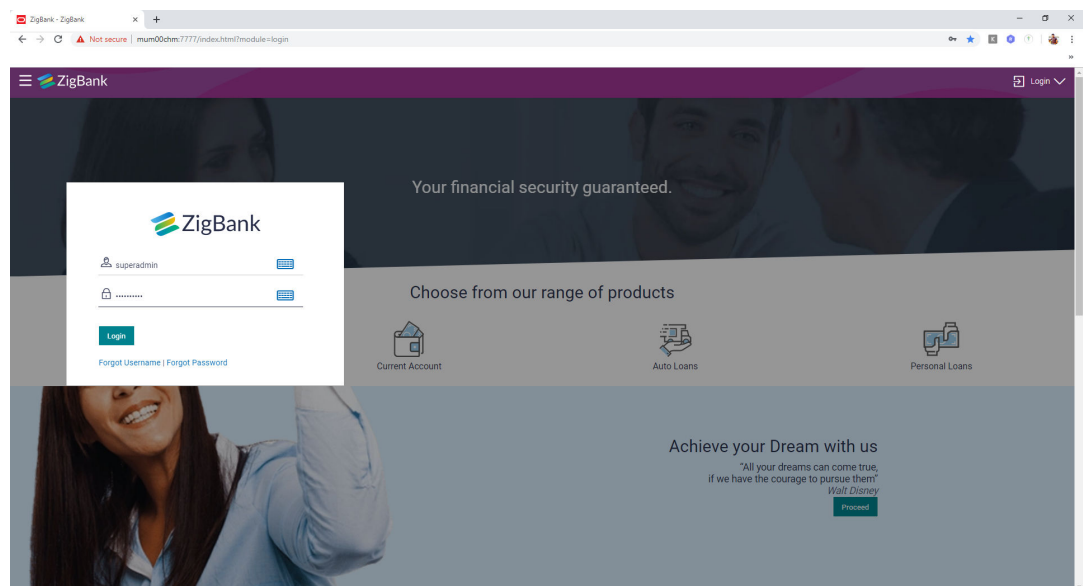 ZigBank - ZigBank
Not secure | mum00chm:7777/index.html?module=login
ZigBank
Login
Your financial security guaranteed.
ZigBank
superadmin
..........
Login
Forgot Username | Forgot Password
Choose from our range of products
Current Account
Auto Loans
Personal Loans
Achieve your Dream with us
"All your dreams can come true,
if we have the courage to pursue them"
Walt Disney
Proceed